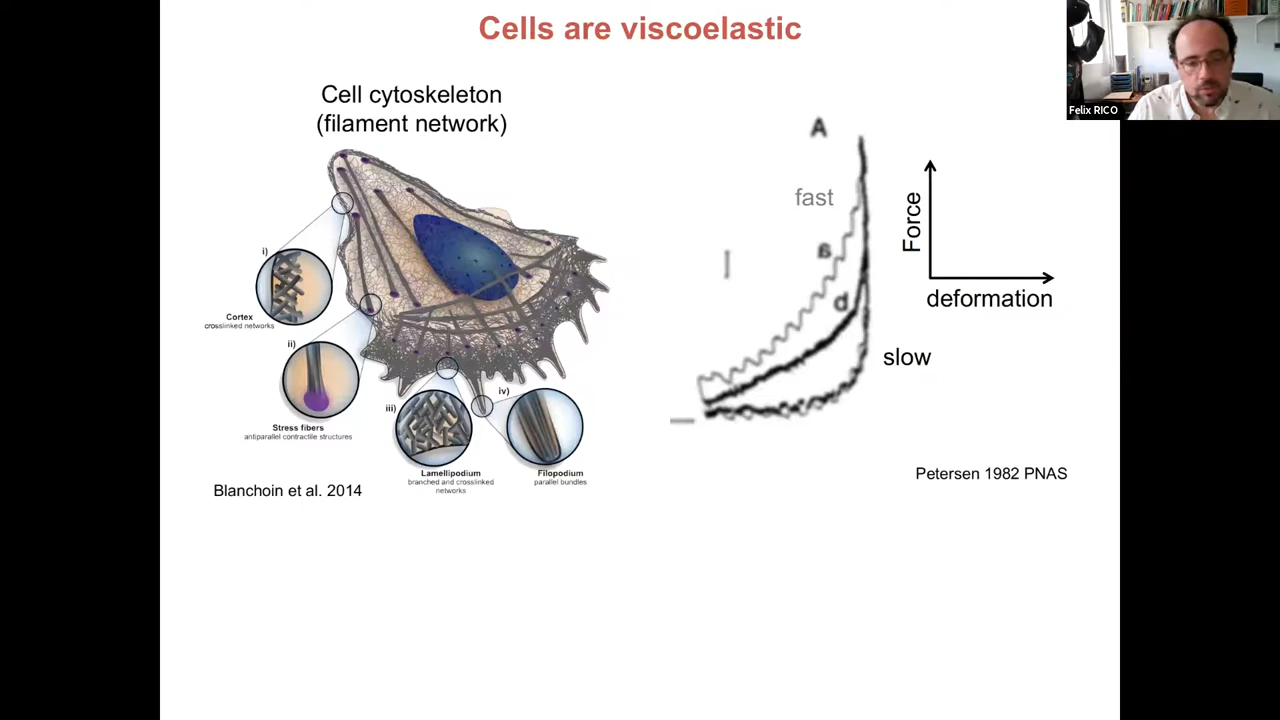 Cells are viscoelastic
Felix RICO
Cell cytoskeleton
(filament network)
i)
Cortex
crosslinked networks
ii)
Stress fibers
antiparallel contractile structures
iii)
Lamellipodium
branched and crosslinked
networks
iv)
Filopodium
parallel bundles
Blanchoin et al. 2014
A
fast
a
d
slow
Force
deformation
Petersen 1982 PNAS